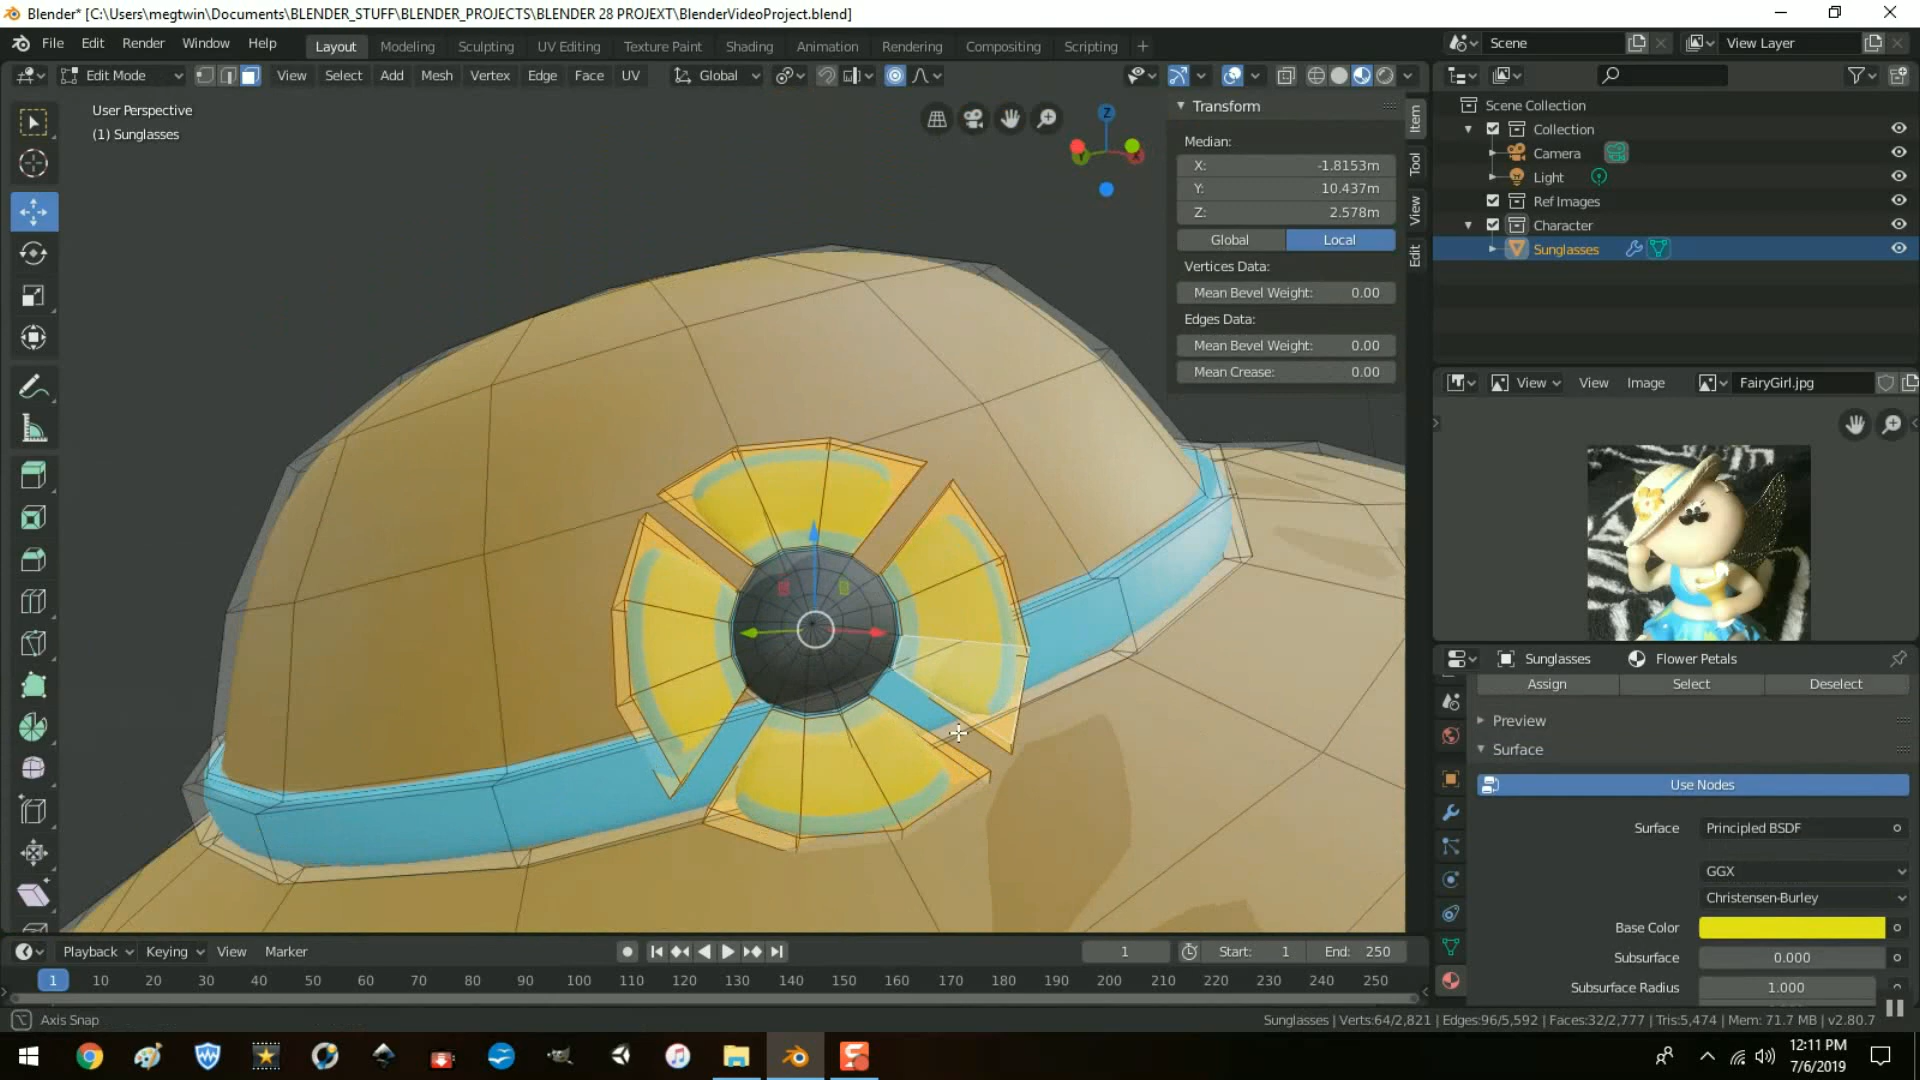 Blender* [C:\Users\megtwin\Documents\BLENDER_STUFF\BLENDER_PROJECTS\BLENDER 28 PROJEXT\BlenderVideoProject.blend]
File Edit Render Window Help Layout Modeling Sculpting UV Editing Texture Paint Shading Animation Rendering Compositing Scripting + Scene View Layer
Edit Mode View Select Add Mesh Vertex Edge Face UV Global
User Perspective
(1) Sunglasses
Z
Y
X
Transform
Median:
X: -1.8153m
Y: 10.437m
Z: 2.578m
Global Local
Vertices Data:
Mean Bevel Weight: 0.00
Edges Data:
Mean Bevel Weight: 0.00
Mean Crease: 0.00
Item
Tool
View
Edit
Scene Collection
Collection
Camera
Light
Ref Images
Character
Sunglasses
View View Image FairyGirl.jpg
Sunglasses Flower Petals
Assign Select Deselect
Preview
Surface
Use Nodes
Surface Principled BSDF
GGX
Christensen-Burley
Base Color
Subsurface 0.000
Subsurface Radius 1.000
Playback Keying View Marker 1 Start: 1 End: 250
1 10 20 30 40 50 60 70 80 90 100 110 120 130 140 150 160 170 180 190 200 210 220 230 240 250
Axis Snap
Sunglasses | Verts:64/2,821 | Edges:96/5,592 | Faces:32/2,777 | Tris:5,474 | Mem: 71.7 MB | v2.80.7
12:11 PM
7/6/2019